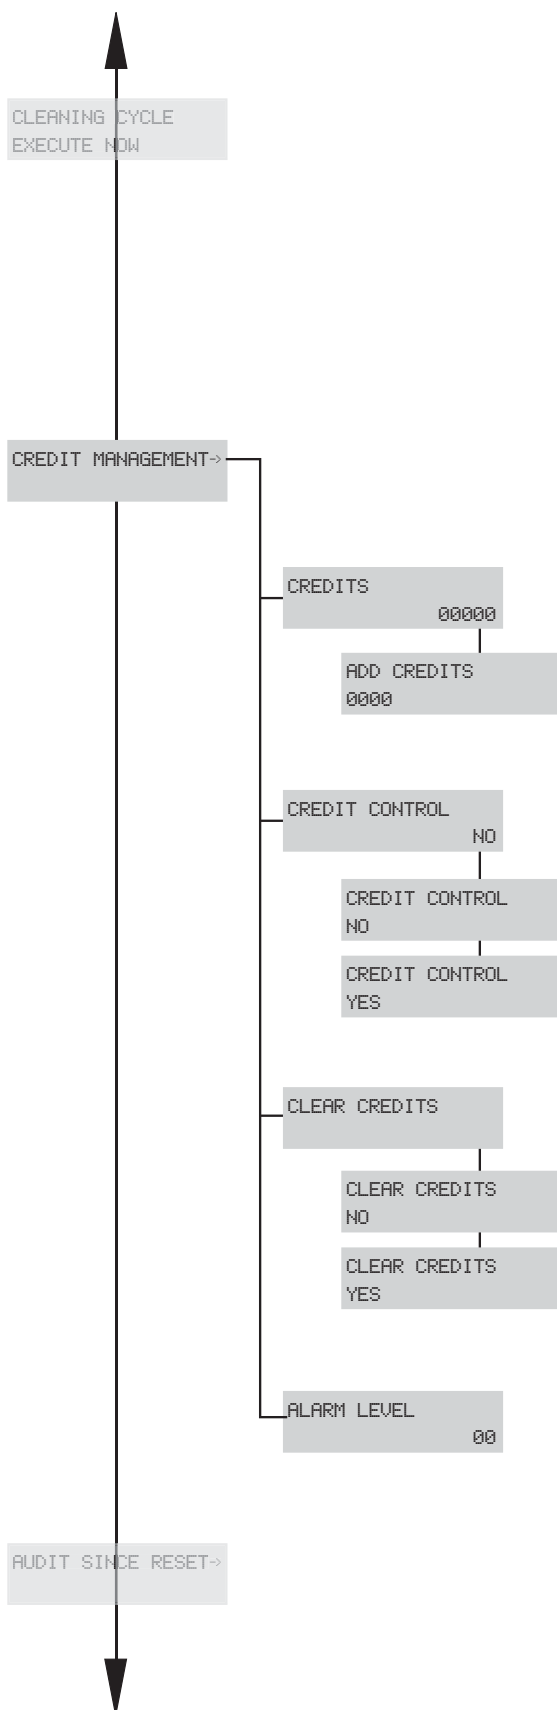 CLEANING CYCLE
EXECUTE NOW
CREDIT MANAGEMENT->
CREDITS
00000
ADD CREDITS
0000
CREDIT CONTROL
NO
CREDIT CONTROL
NO
CREDIT CONTROL
YES
CLEAR CREDITS
CLEAR CREDITS
NO
CLEAR CREDITS
YES
ALARM LEVEL
00
AUDIT SINCE RESET->